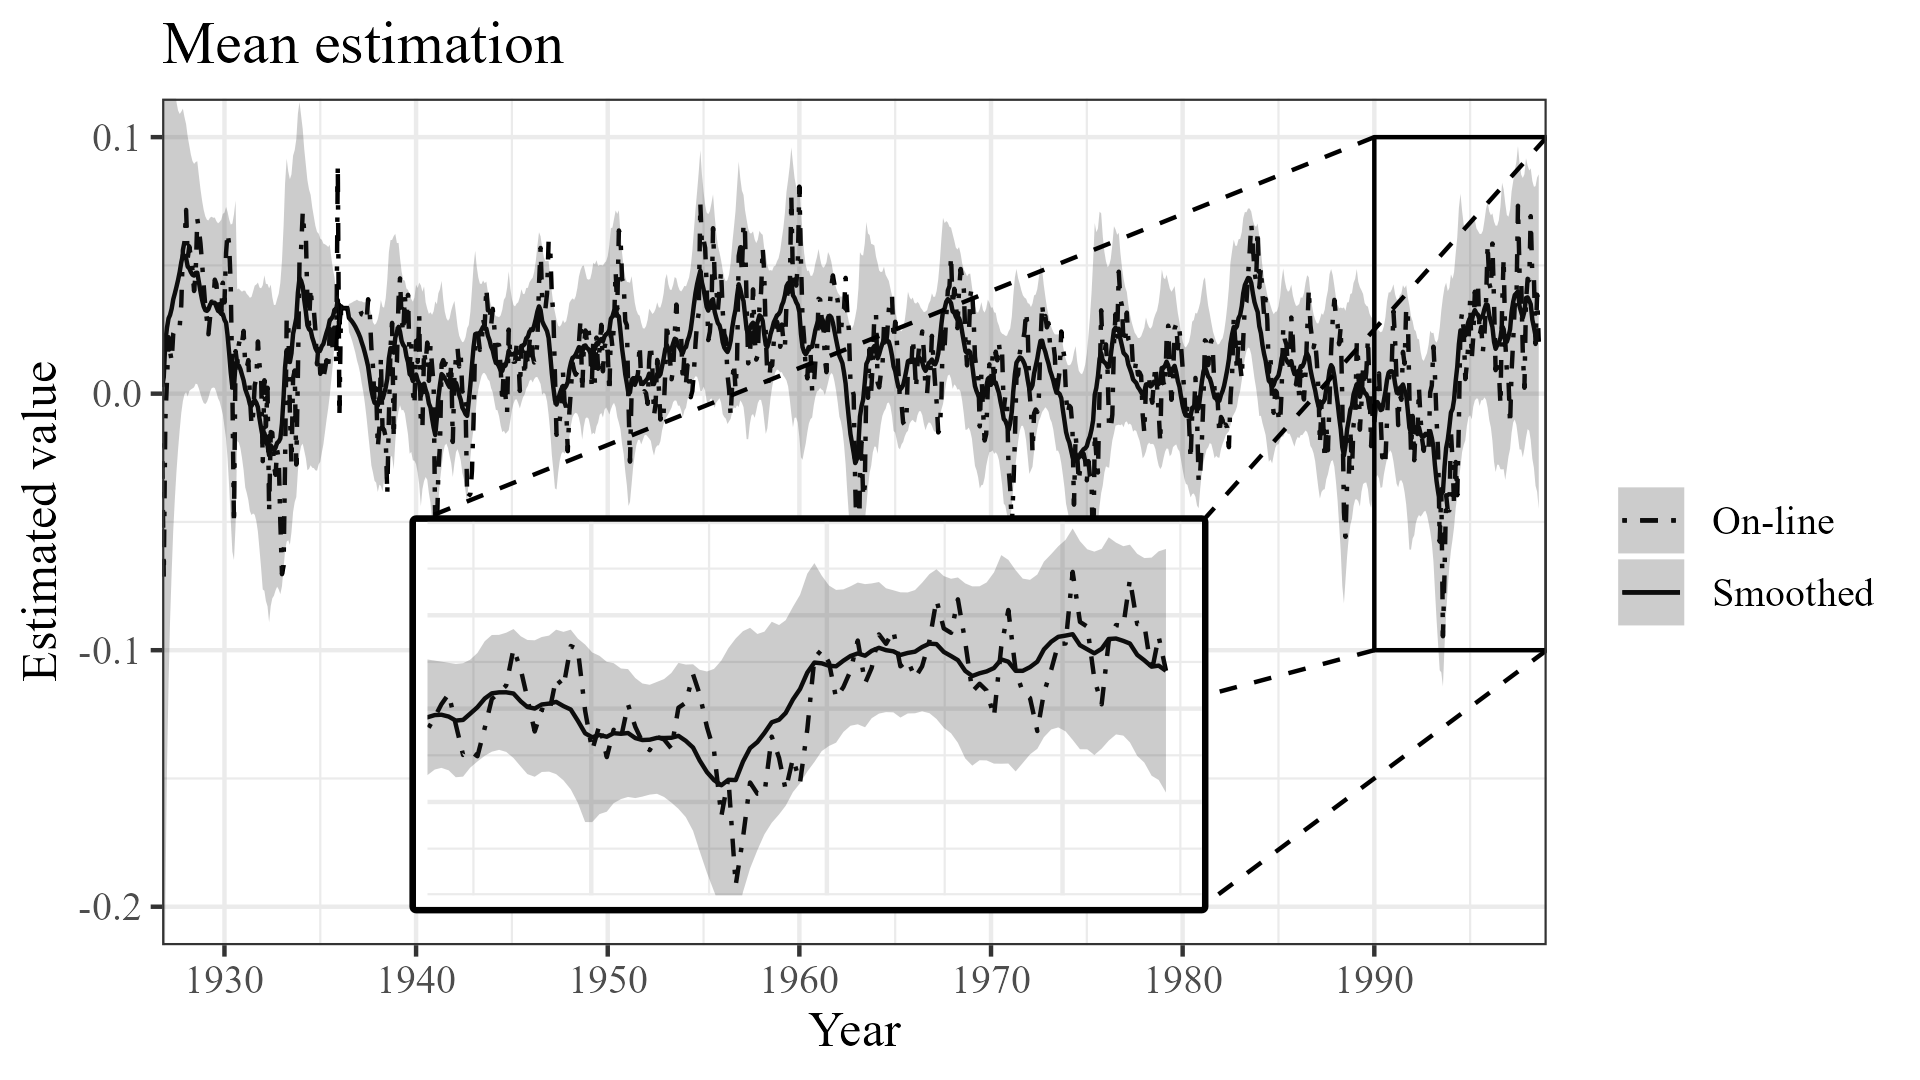 Mean estimation
0.1
0.0
-0.1
-0.2
Estimated value
1930 1940 1950 1960 1970 1980 1990
Year
On-line
Smoothed